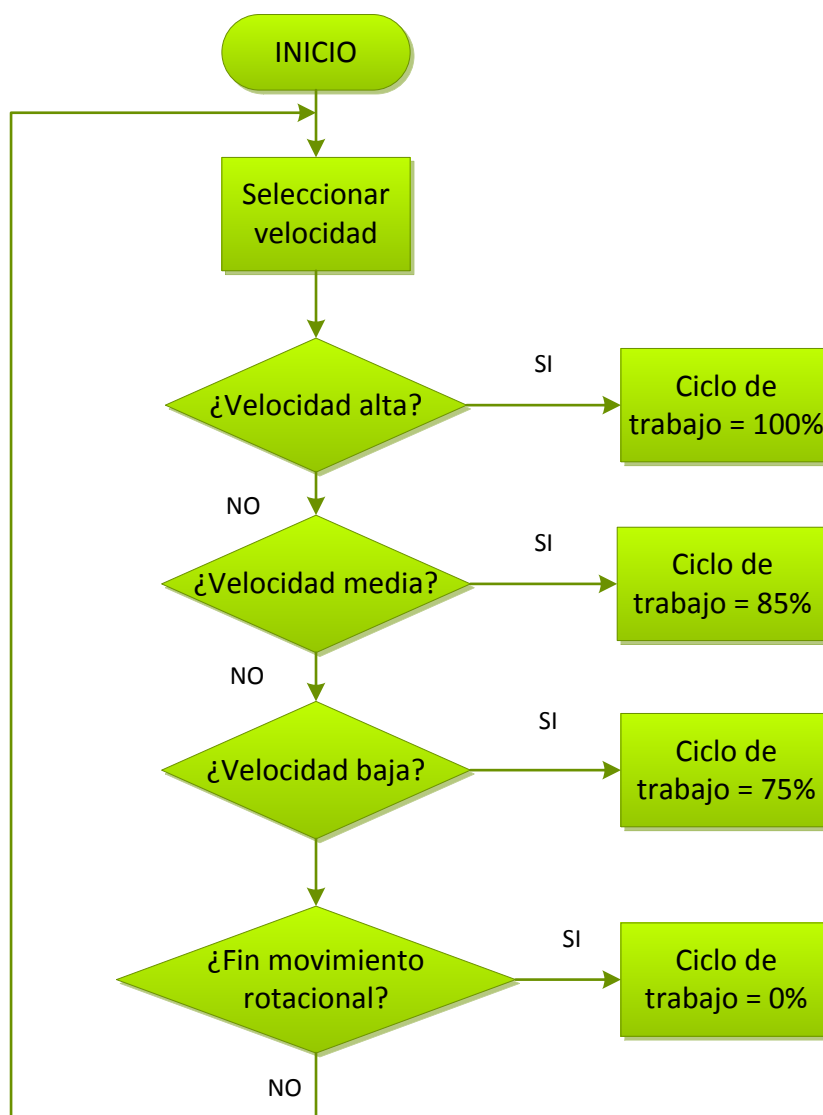 INICIO
Seleccionar
velocidad
¿Velocidad alta?
SI
Ciclo de
trabajo = 100%
NO
¿Velocidad media?
SI
Ciclo de
trabajo = 85%
NO
¿Velocidad baja?
SI
Ciclo de
trabajo = 75%
¿Fin movimiento
rotacional?
SI
Ciclo de
trabajo = 0%
NO